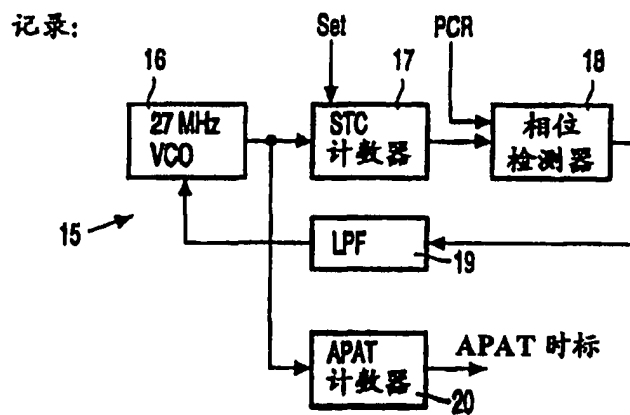 记录:
Set
PCR
16
17
18
27 MHz
VCO
STC
计数器
相位
检测器
15
LPF
19
APAT
计数器
APAT 时标
20